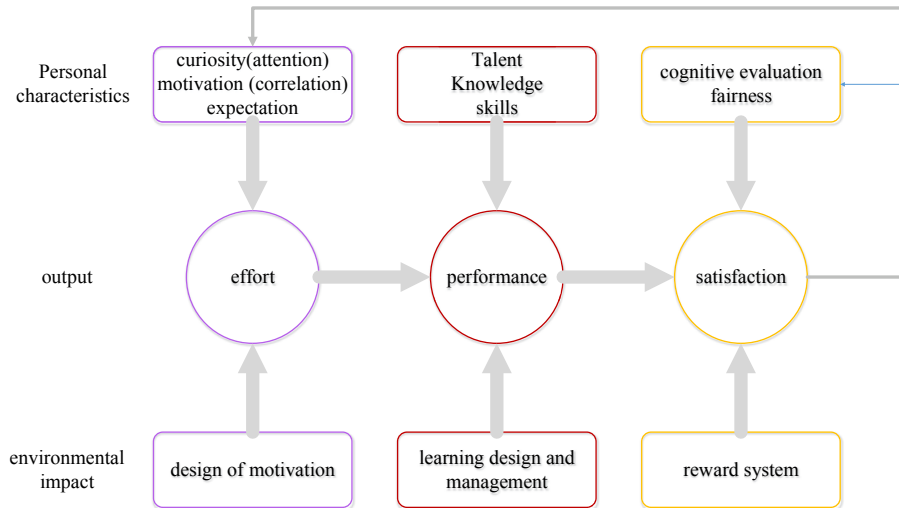 Personal
characteristics
curiosity(attention)
motivation (correlation)
expectation
Talent
Knowledge
skills
cognitive evaluation
fairness
output
effort
performance
satisfaction
environmental
impact
design of motivation
learning design and
management
reward system